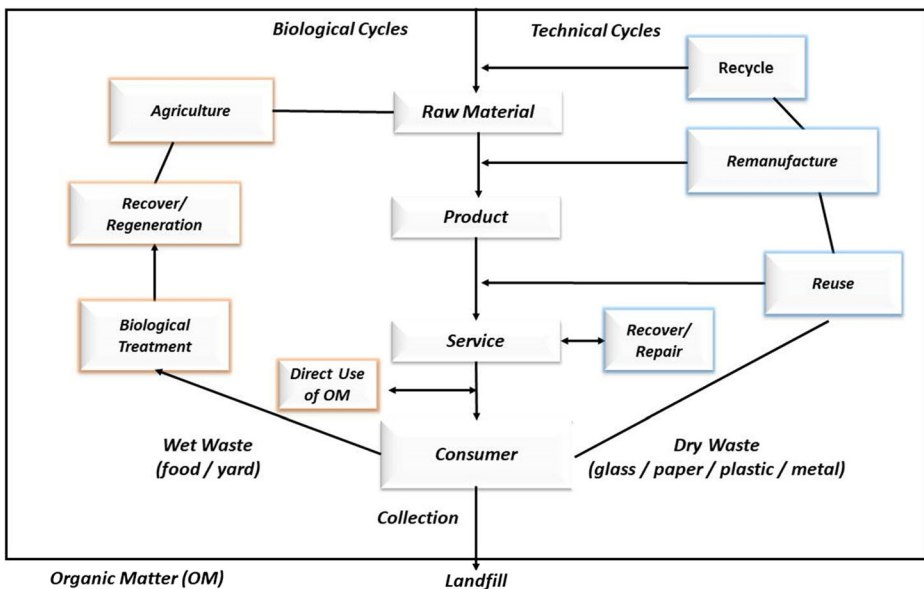 Biological Cycles
Technical Cycles
Recycle
Agriculture
Raw Material
Remanufacture
Recover/
Regeneration
Product
Reuse
Biological
Treatment
Service
Recover/
Repair
Direct Use
of OM
Wet Waste
(food / yard)
Consumer
Dry Waste
(glass / paper / plastic / metal)
Collection
Organic Matter (OM)
Landfill